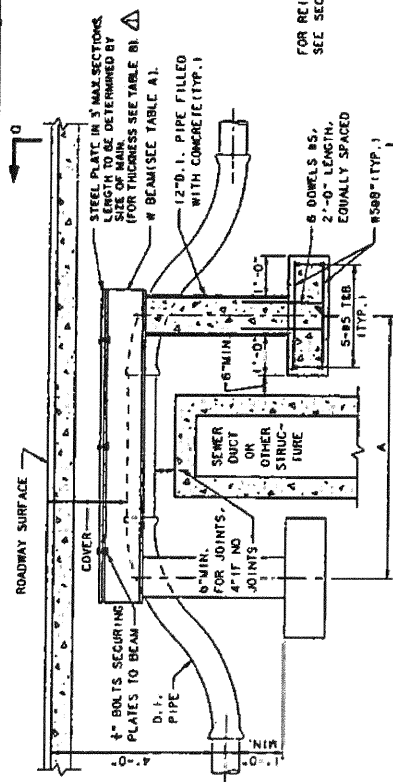 ROADWAY SURFACE
G
STEEL PLATE IN 3' MAX. SECTIONS,
LENGTH TO BE DETERMINED BY
SIZE OF MAIN.
(FOR THICKNESS SEE TABLE B).
W BEAM (SEE TABLE A).
12" D.I. PIPE FILLED
WITH CONCRETE (TYP.)
COVER
BOLTS SECURING
PLATES TO BEAM
D.I.
PIPE
4'-0"
1'-0"
MIN.
6" MIN.
FOR JOINTS,
4" IF NO
JOINTS
SEWER
DUCT
OR
OTHER
STRUC-
TURE
6" MIN.
1'-0"
1'-0"
5-#5 T&B
(TYP.)
6 DOWELS #5,
2'-0" LENGTH,
EQUALLY SPACED
#5@8" (TYP.)
A
FOR REI
SEE SEC